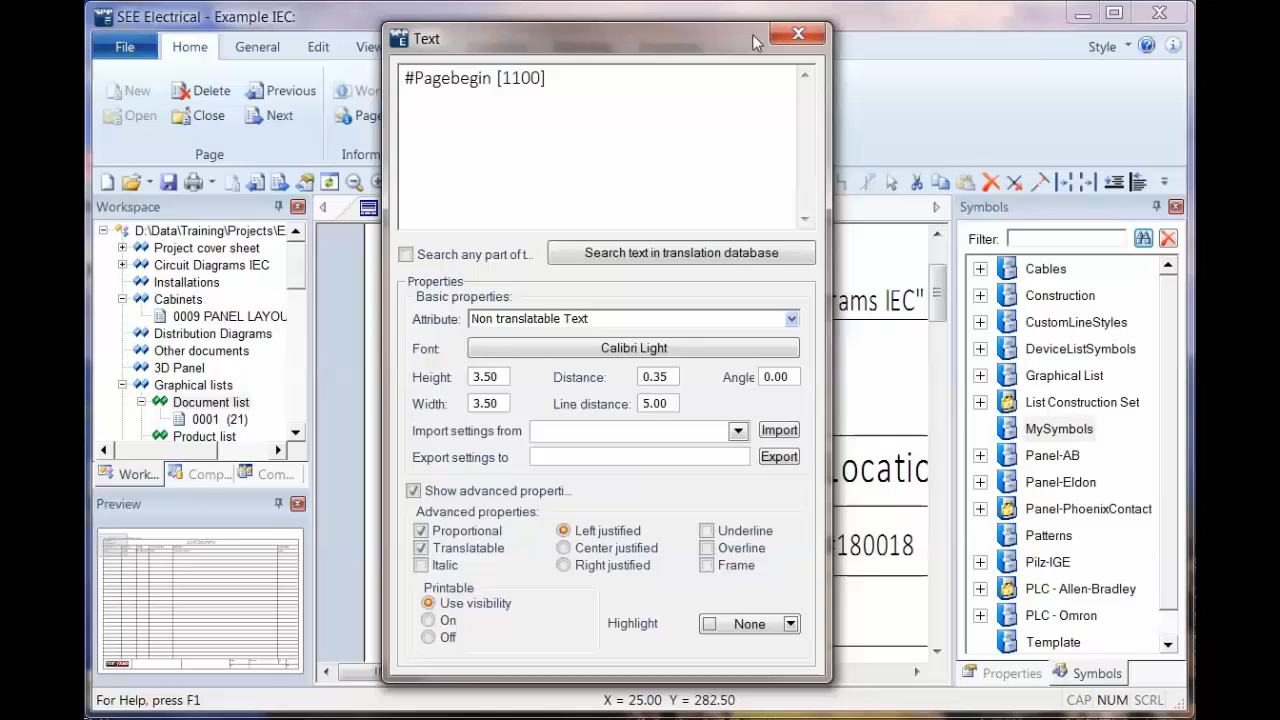 SEE Electrical - Example IEC:
File
Home
General
Edit
Style
New
Delete
Previous
Open
Close
Next
Page
Workspace
D:\Data\Training\Projects\E
Project cover sheet
Circuit Diagrams IEC
Installations
Cabinets
0009 PANEL LAYOU
Distribution Diagrams
Other documents
3D Panel
Graphical lists
Document list
0001 (21)
Product list
Work...
Comp...
Com...
Preview
For Help, press F1
Text
#Pagebegin [1100]
Search any part of t...
Search text in translation database
Properties
Basic properties:
Attribute:
Non translatable Text
Font:
Calibri Light
Height:
3.50
Distance:
0.35
Angle
0.00
Width:
3.50
Line distance:
5.00
Import settings from
Import
Export settings to
Export
Show advanced properti...
Advanced properties:
Proportional
Left justified
Underline
Translatable
Center justified
Overline
Italic
Right justified
Frame
Printable
Use visibility
On
Off
Highlight
None
X = 25.00 Y = 282.50
rams IEC"
Locatio
180018
Symbols
Filter:
Cables
Construction
CustomLineStyles
DeviceListSymbols
Graphical List
List Construction Set
MySymbols
Panel-AB
Panel-Eldon
Panel-PhoenixContact
Patterns
Pilz-IGE
PLC - Allen-Bradley
PLC - Omron
Template
Properties
Symbols
CAP NUM SCRL